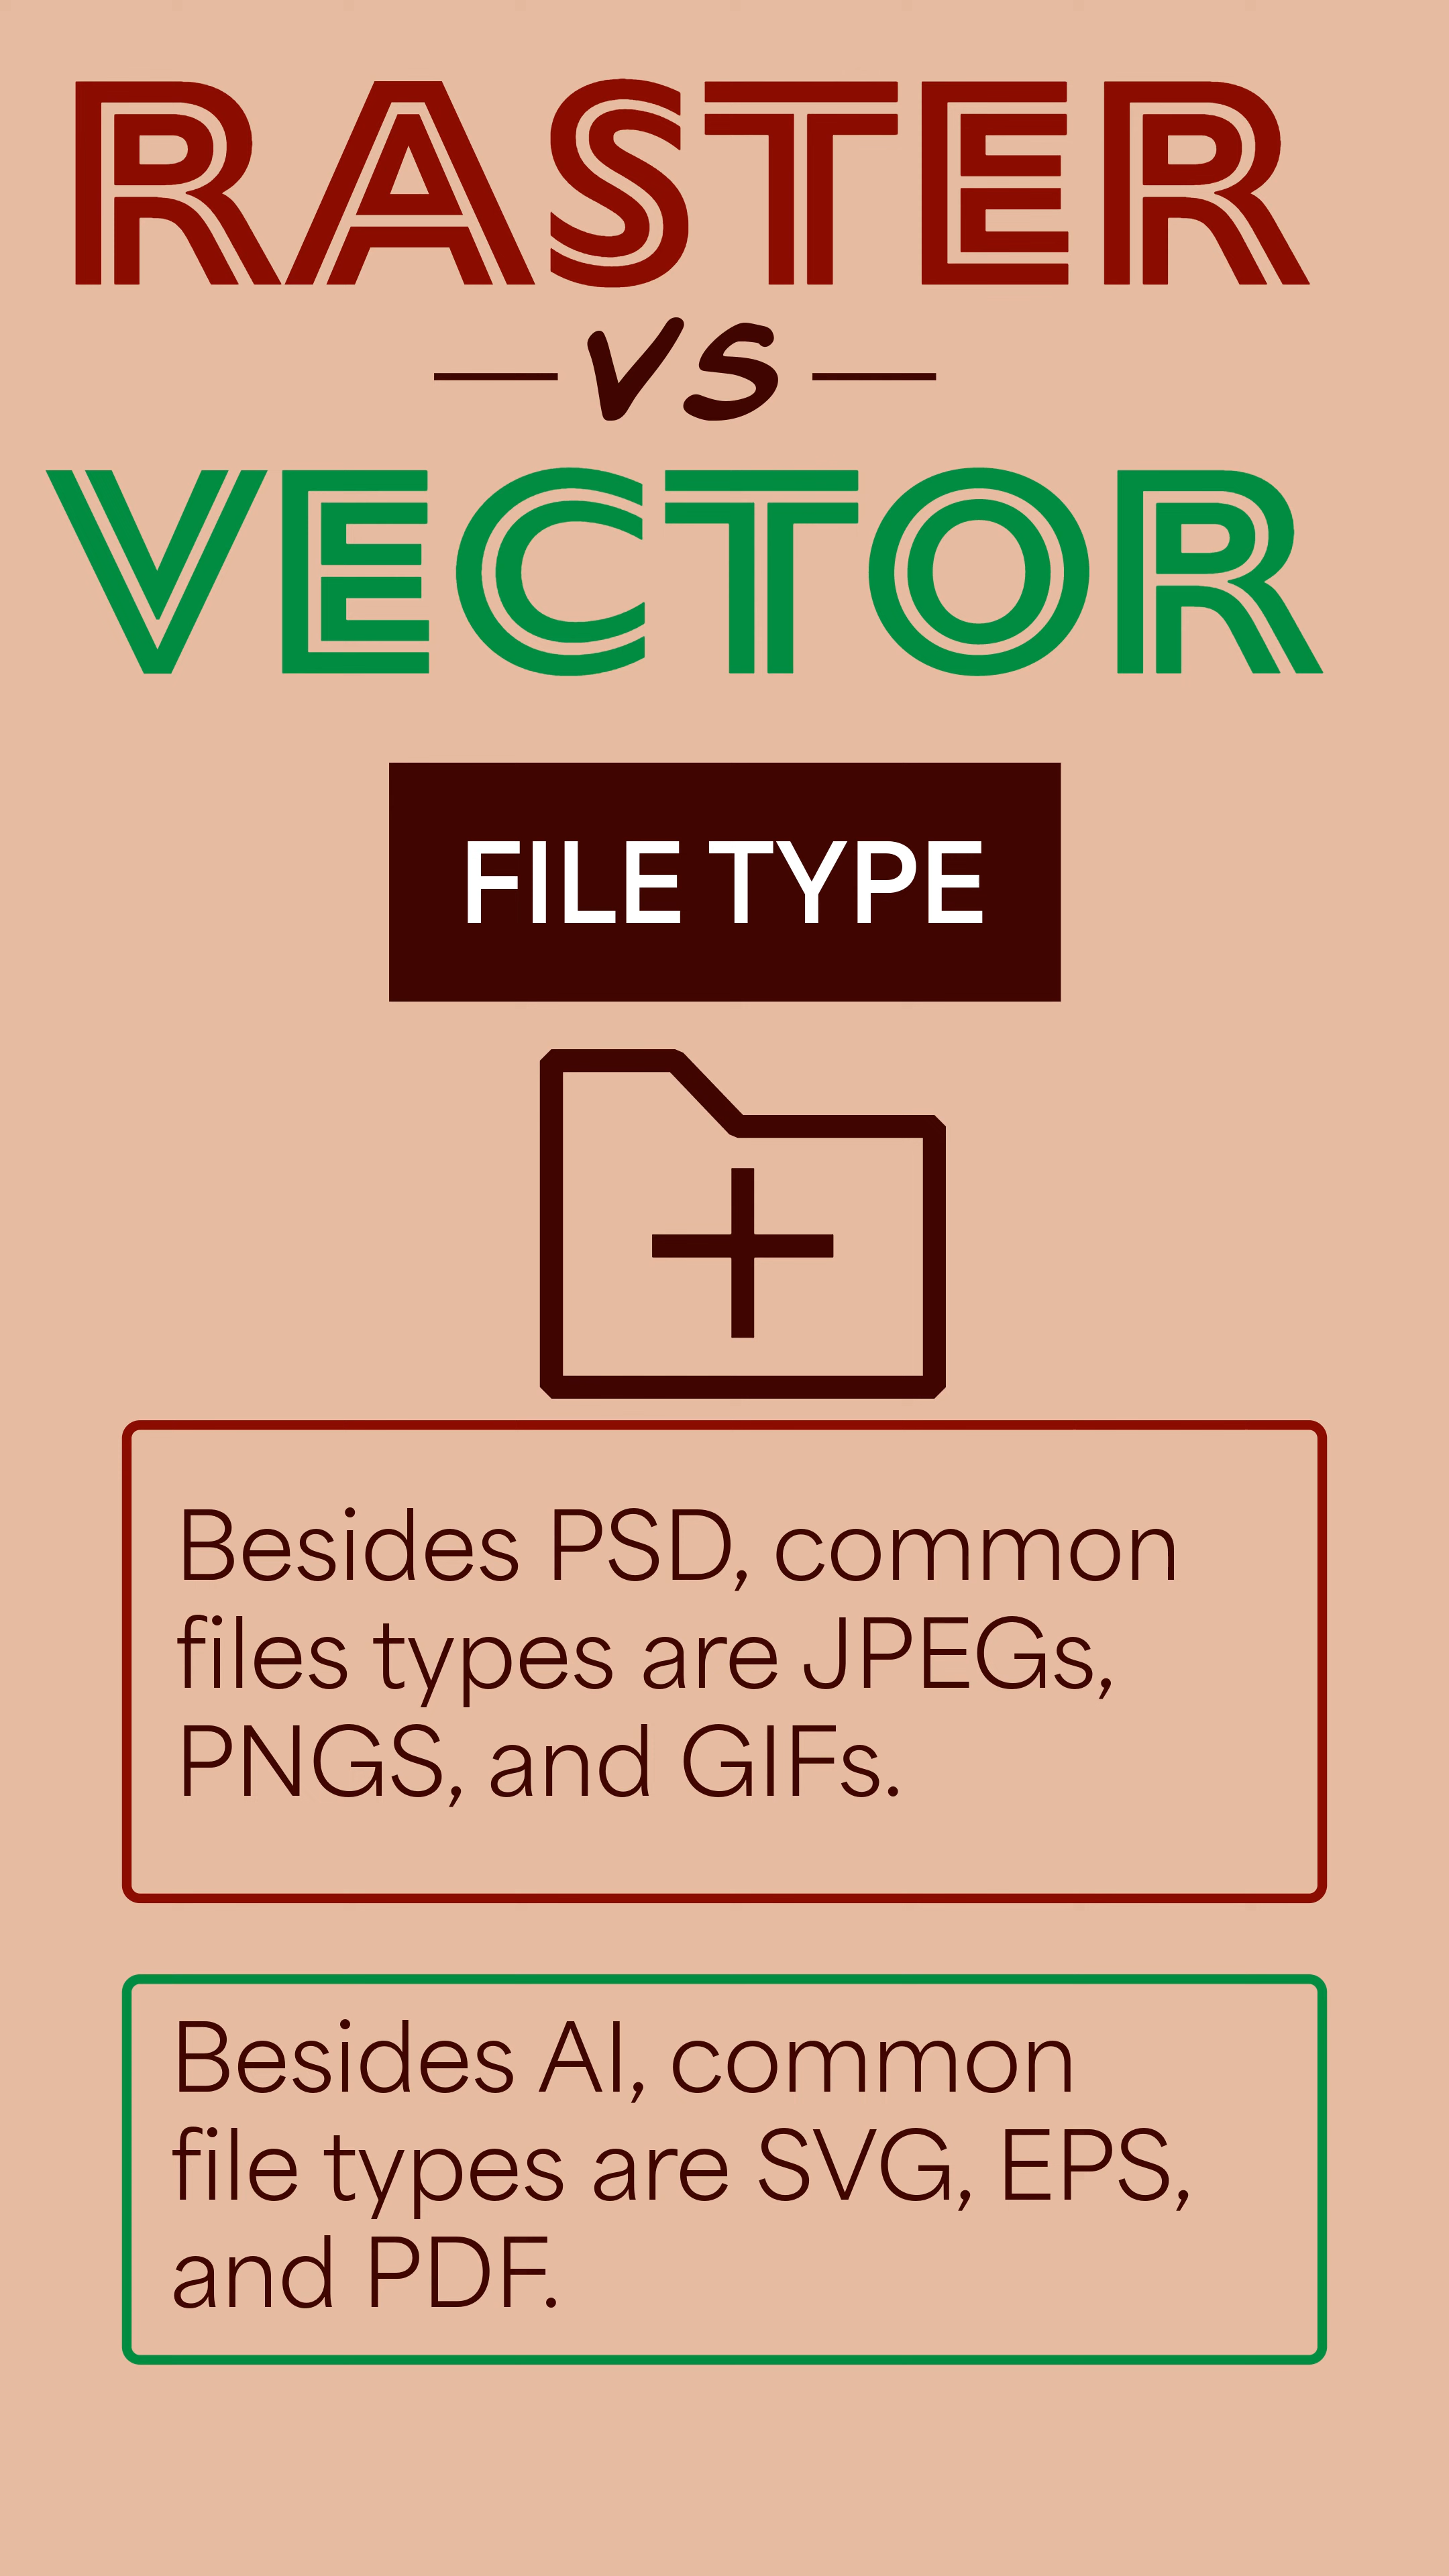 RASTER
VS
VECTOR
FILE TYPE
Besides PSD, common
files types are JPEGs,
PNGS, and GIFs.
Besides AI, common
file types are SVG, EPS,
and PDF.